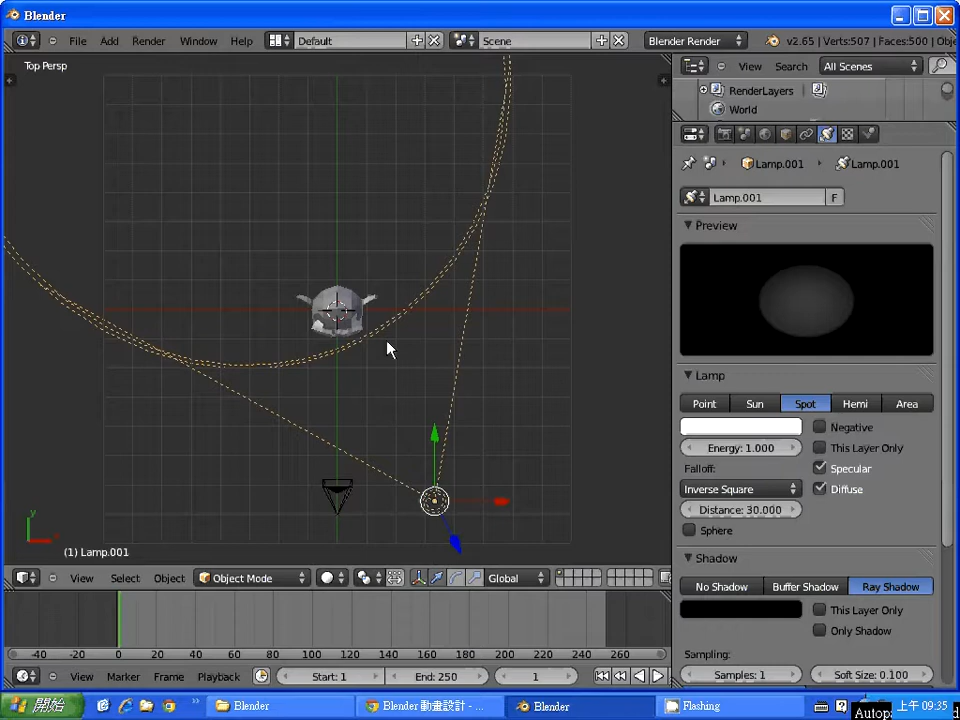 Blender
File Add Render Window Help Default Scene Blender Render v2.65 | Verts:507 | Faces:500 | Obje
Top Persp
View Search All Scenes
RenderLayers
World
Lamp.001 Lamp.001
Lamp.001 F
Preview
Lamp
Point Sun Spot Hemi Area
Negative
Energy: 1.000 This Layer Only
Falloff: Specular
Inverse Square Diffuse
Distance: 30.000
Sphere
y
x
(1) Lamp.001
Shadow
View Select Object Object Mode Global
No Shadow Buffer Shadow Ray Shadow
This Layer Only
Only Shadow
-40 -20 0 20 40 60 80 100 120 140 160 180 200 220 240 260
Sampling:
View Marker Frame Playback Start: 1 End: 250 1
Samples: 1 Soft Size: 0.100
開始 Blender Blender 動畫設計 - ... Blender Flashing 上午 09:35